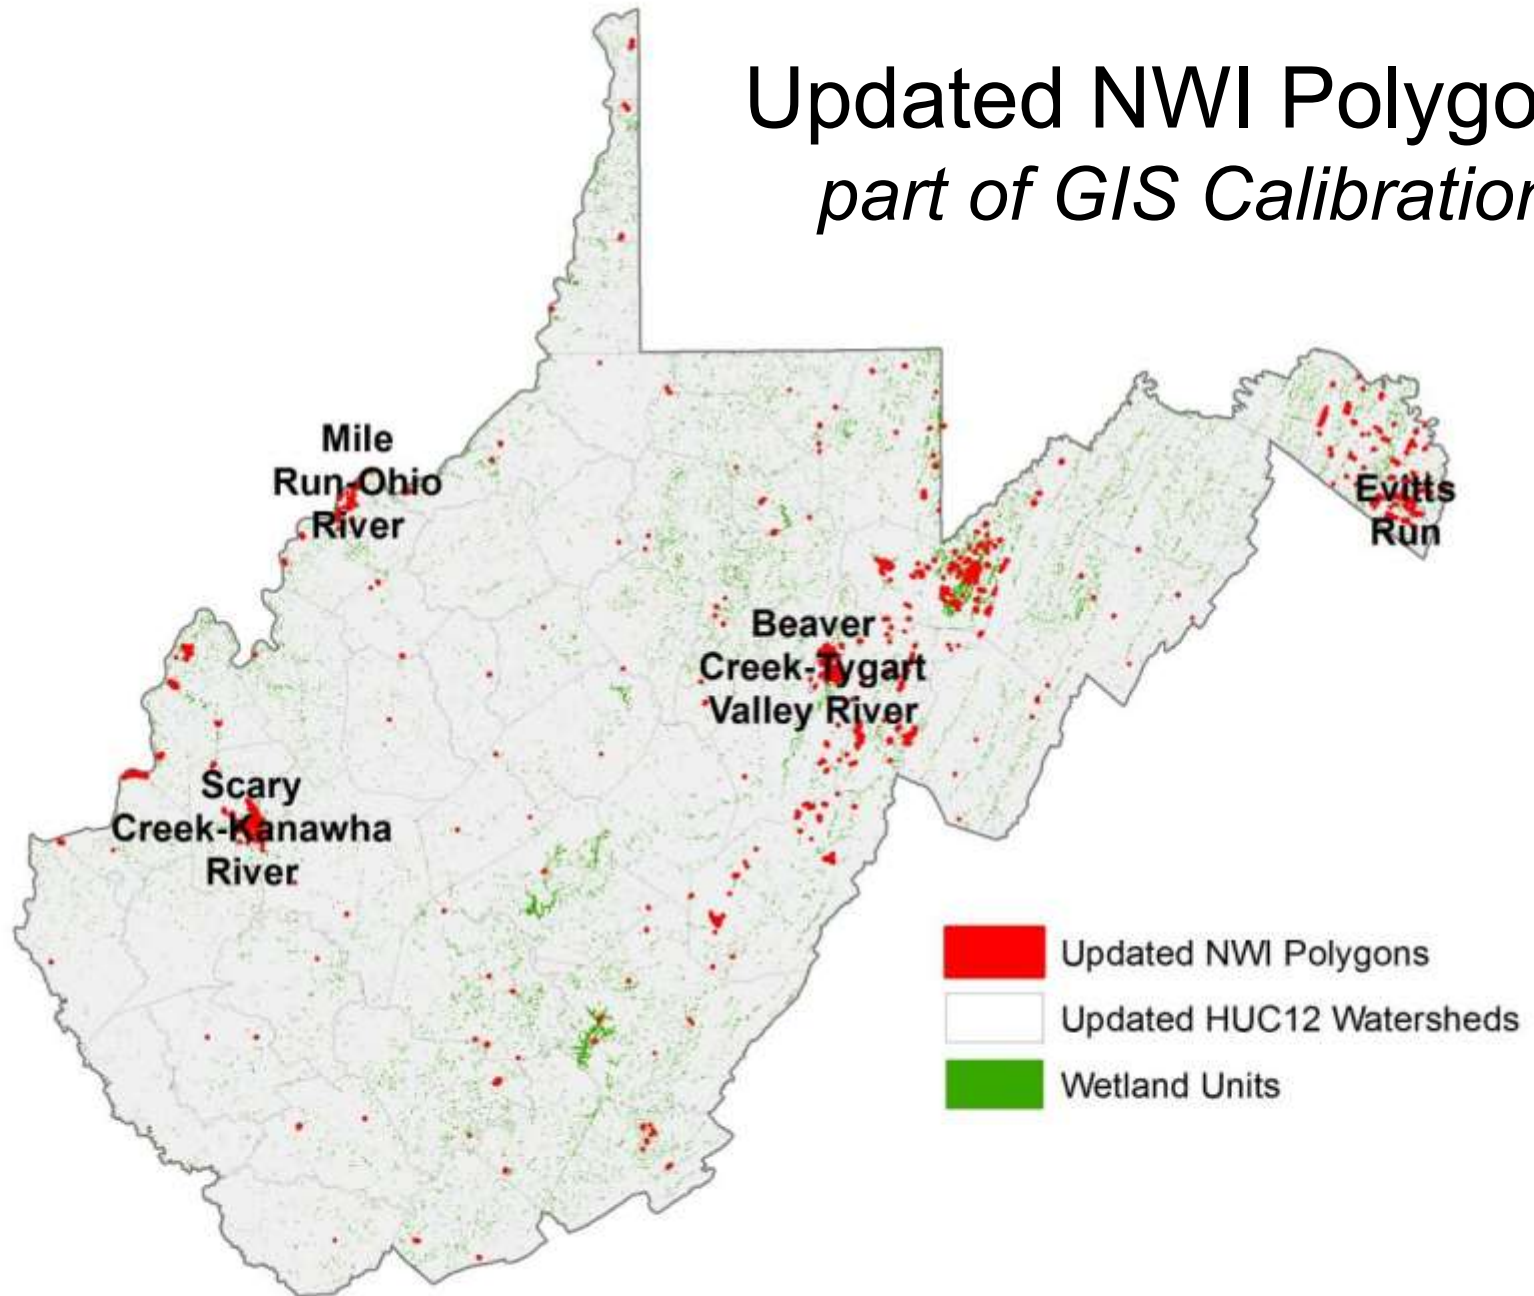 Updated NWI Polygo
part of GIS Calibration
Mile
Run-Ohio
River
Evitts
Run
Beaver
Creek-Tygart
Valley River
Scary
Creek-Kanawha
River
Updated NWI Polygons
Updated HUC12 Watersheds
Wetland Units